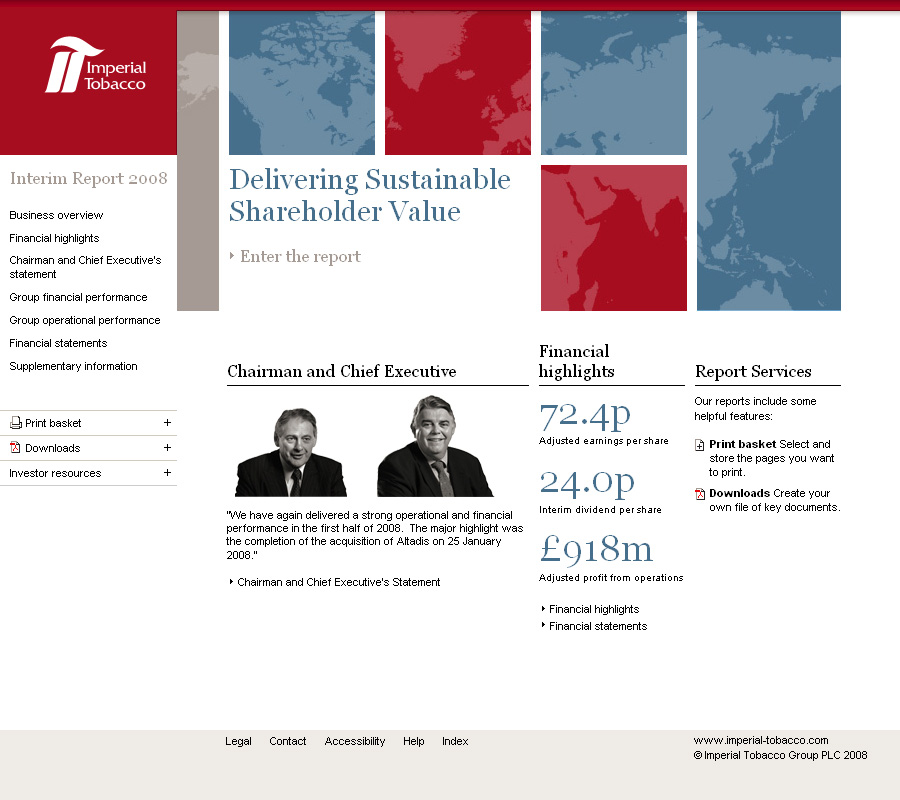 Imperial
Tobacco
Interim Report 2008
Business overview
Financial highlights
Chairman and Chief Executive's
statement
Group financial performance
Group operational performance
Financial statements
Supplementary information
Print basket +
Downloads +
Investor resources +
Delivering Sustainable
Shareholder Value
Enter the report
Chairman and Chief Executive
"We have again delivered a strong operational and financial
performance in the first half of 2008. The major highlight was
the completion of the acquisition of Altadis on 25 January
2008."
Chairman and Chief Executive's Statement
Financial
highlights
72.4p
Adjusted earnings per share
24.0p
Interim dividend per share
£918m
Adjusted profit from operations
Financial highlights
Financial statements
Report Services
Our reports include some
helpful features:
Print basket Select and
store the pages you want
to print.
Downloads Create your
own file of key documents.
Legal Contact Accessibility Help Index
www.imperial-tobacco.com
© Imperial Tobacco Group PLC 2008